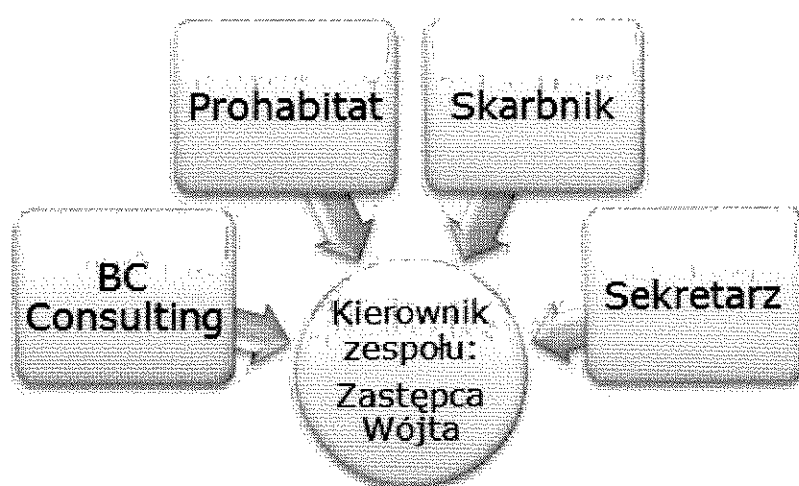 Prohabitat
Skarbnik
BC
Consulting
Sekretarz
Kierownik
zespołu:
Zastępca
Wójta